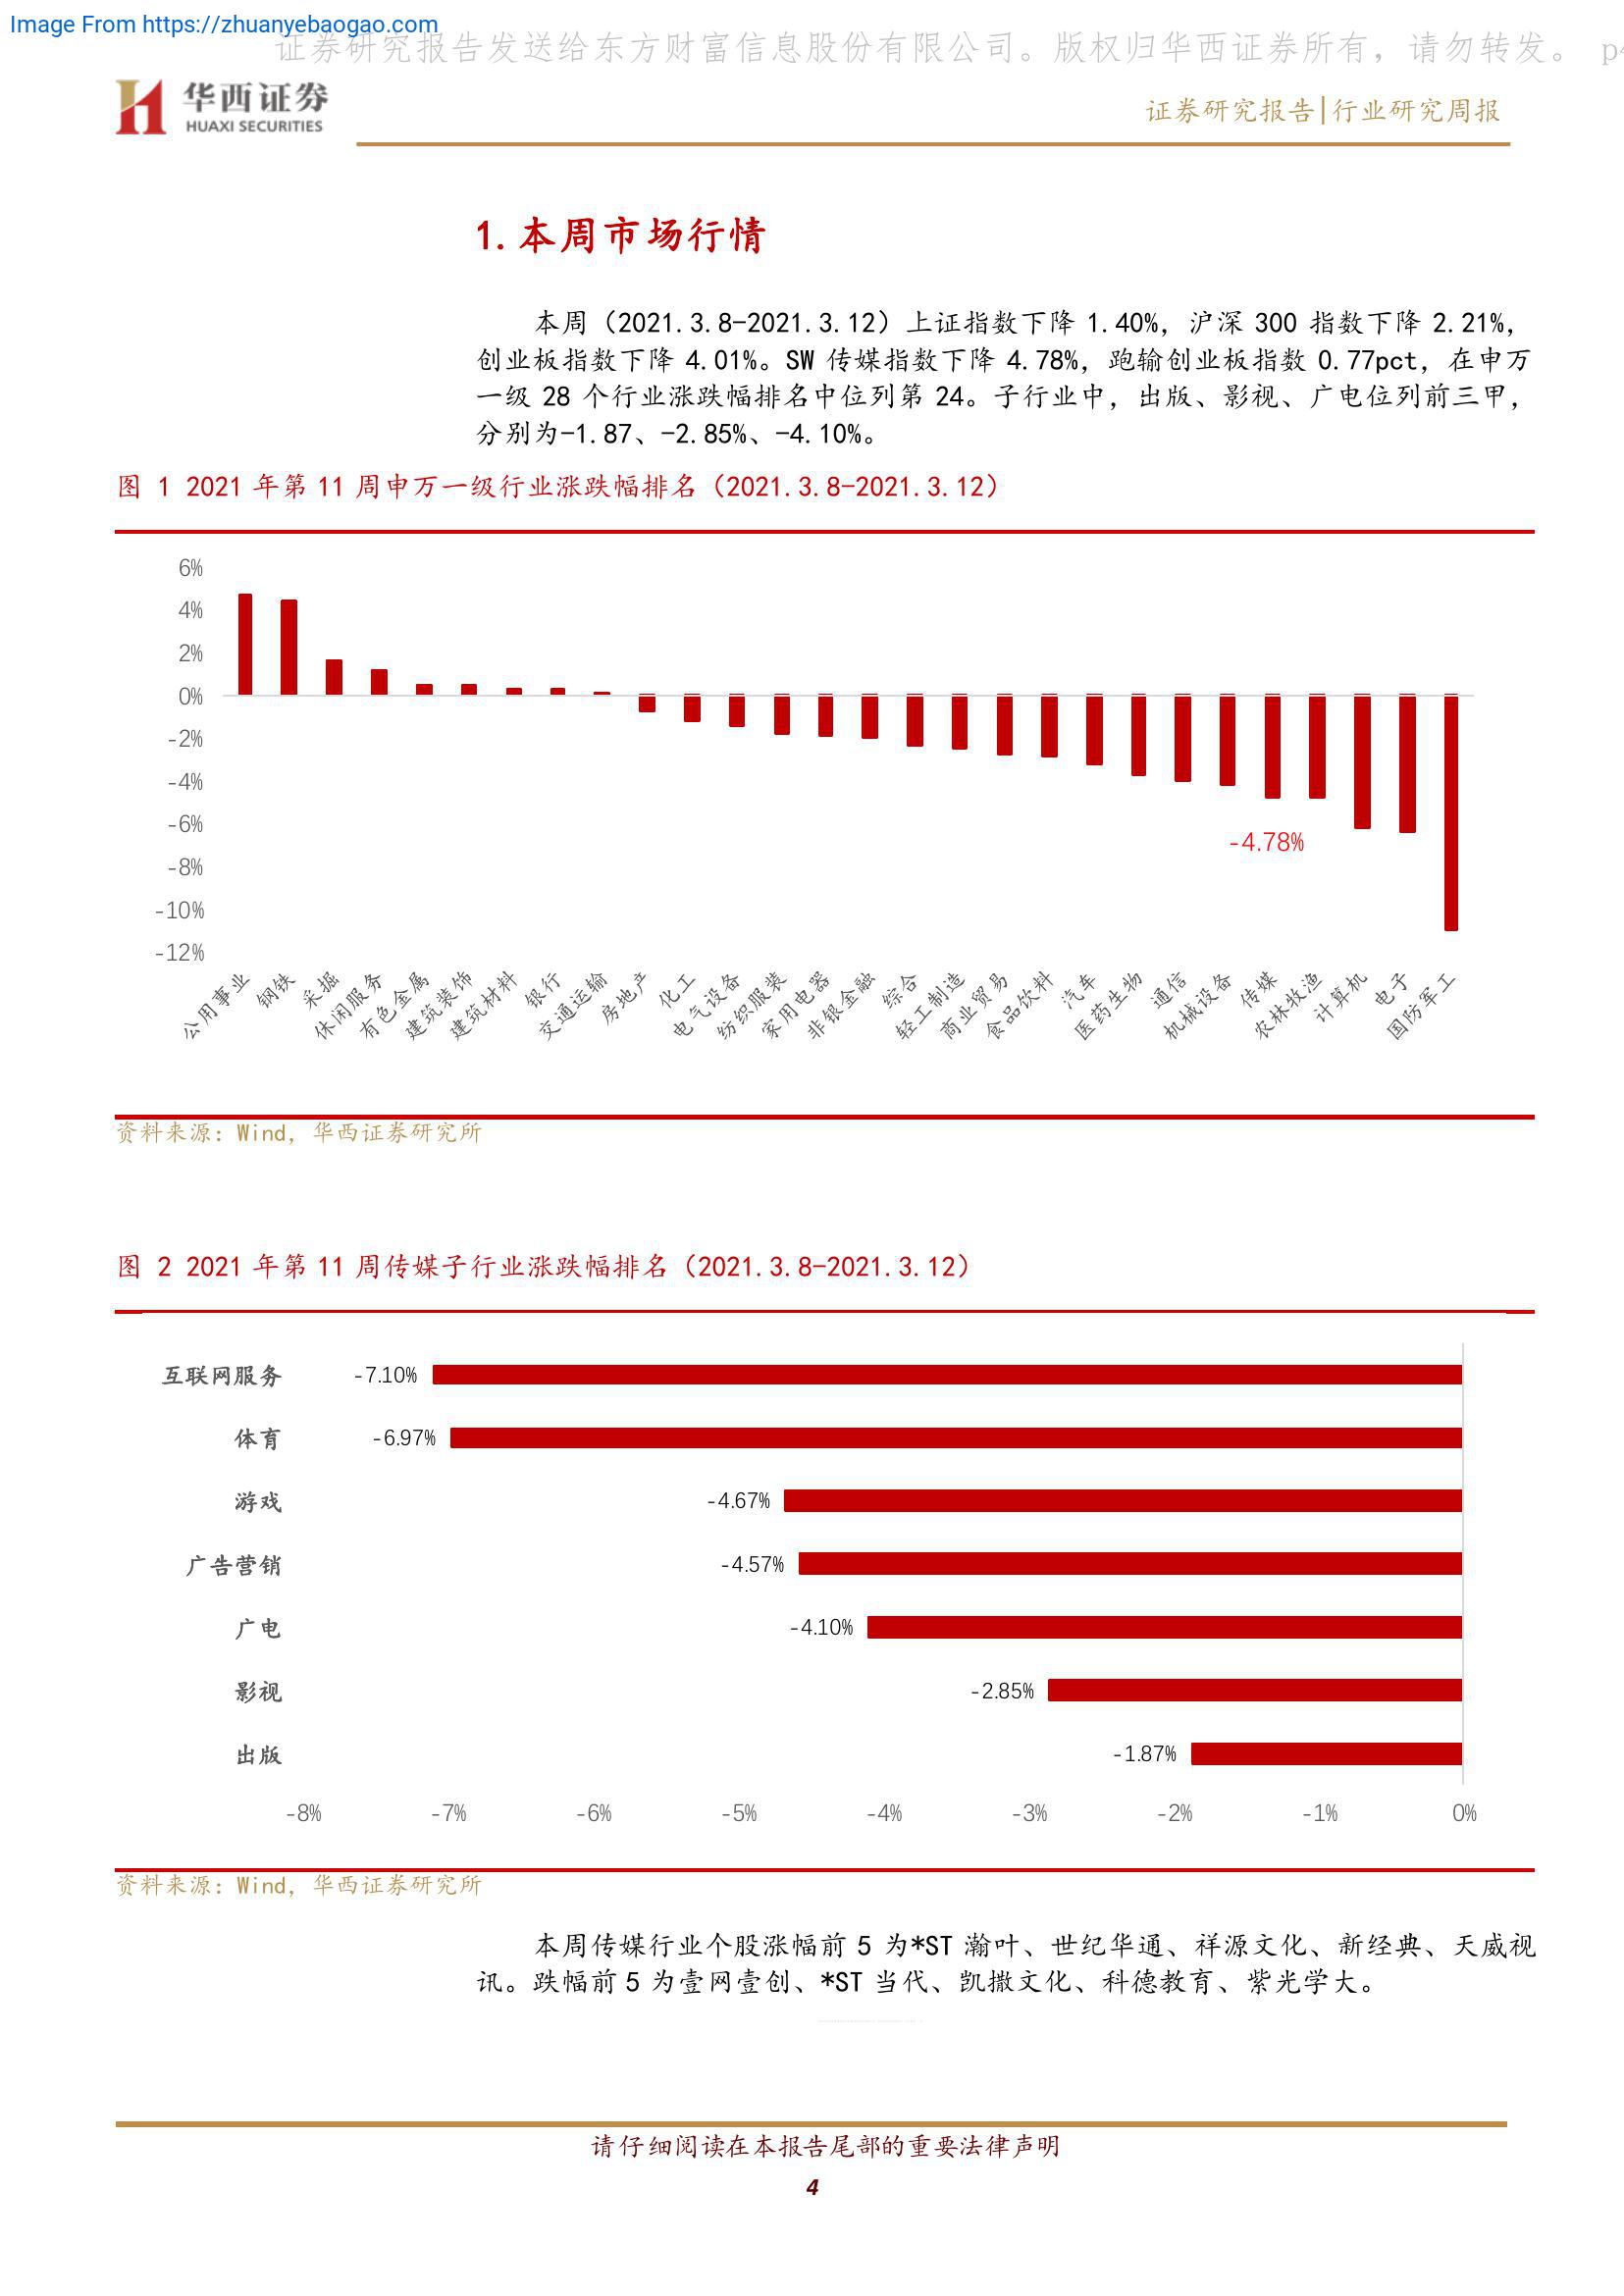 Image From https://zhuanyebaogao.com
证券研究报告发送给东方财富信息股份有限公司。版权归华西证券所有，请勿转发。 p4
华西证券
HUAXI SECURITIES
证券研究报告|行业研究周报
1.本周市场行情
本周（2021.3.8-2021.3.12）上证指数下降 1.40%，沪深 300 指数下降 2.21%，
创业板指数下降 4.01%。SW 传媒指数下降 4.78%，跑输创业板指数 0.77pct，在申万
一级 28 个行业涨跌幅排名中位列第 24。子行业中，出版、影视、广电位列前三甲，
分别为-1.87、-2.85%、-4.10%。
图 1 2021 年第 11 周申万一级行业涨跌幅排名（2021.3.8-2021.3.12）
6%
4%
2%
0%
-2%
-4%
-6%
-8%
-10%
-12%
-4.78%
公用事业
钢铁
采掘
休闲服务
有色金属
建筑装饰
建筑材料
银行
交通运输
房地产
化工
电气设备
纺织服装
家用电器
非银金融
综合
轻工制造
商业贸易
食品饮料
汽车
医药生物
通信
机械设备
传媒
农林牧渔
计算机
电子
国防军工
资料来源：Wind，华西证券研究所
图 2 2021 年第 11 周传媒子行业涨跌幅排名（2021.3.8-2021.3.12）
互联网服务 -7.10%
体育 -6.97%
游戏 -4.67%
广告营销 -4.57%
广电 -4.10%
影视 -2.85%
出版 -1.87%
-8% -7% -6% -5% -4% -3% -2% -1% 0%
资料来源：Wind，华西证券研究所
本周传媒行业个股涨幅前 5 为*ST 瀚叶、世纪华通、祥源文化、新经典、天威视
讯。跌幅前 5 为壹网壹创、*ST 当代、凯撒文化、科德教育、紫光学大。
请仔细阅读在本报告尾部的重要法律声明
4